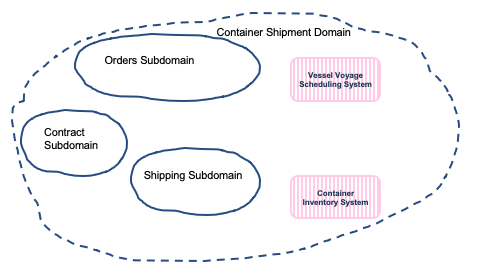 Container Shipment Domain
Orders Subdomain
Vessel Voyage
Scheduling System
Contract
Subdomain
Shipping Subdomain
Container
Inventory System